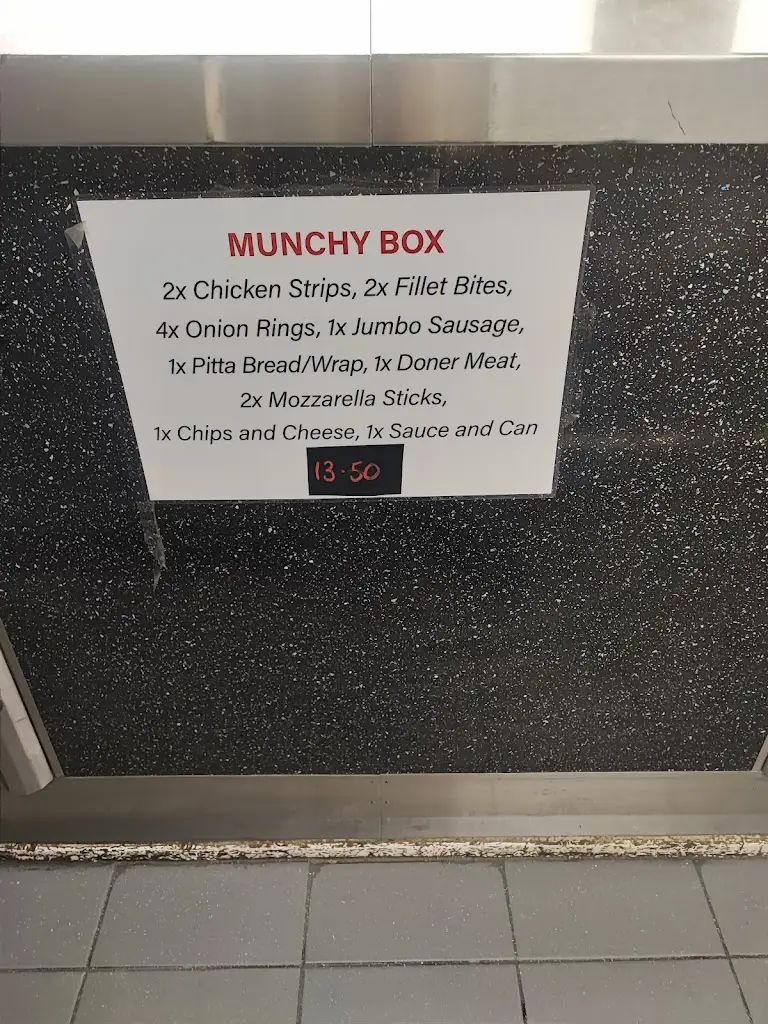 MUNCHY BOX
2x Chicken Strips, 2x Fillet Bites,
4x Onion Rings, 1x Jumbo Sausage,
1x Pitta Bread/Wrap, 1x Doner Meat,
2x Mozzarella Sticks,
1x Chips and Cheese, 1x Sauce and Can
13.50